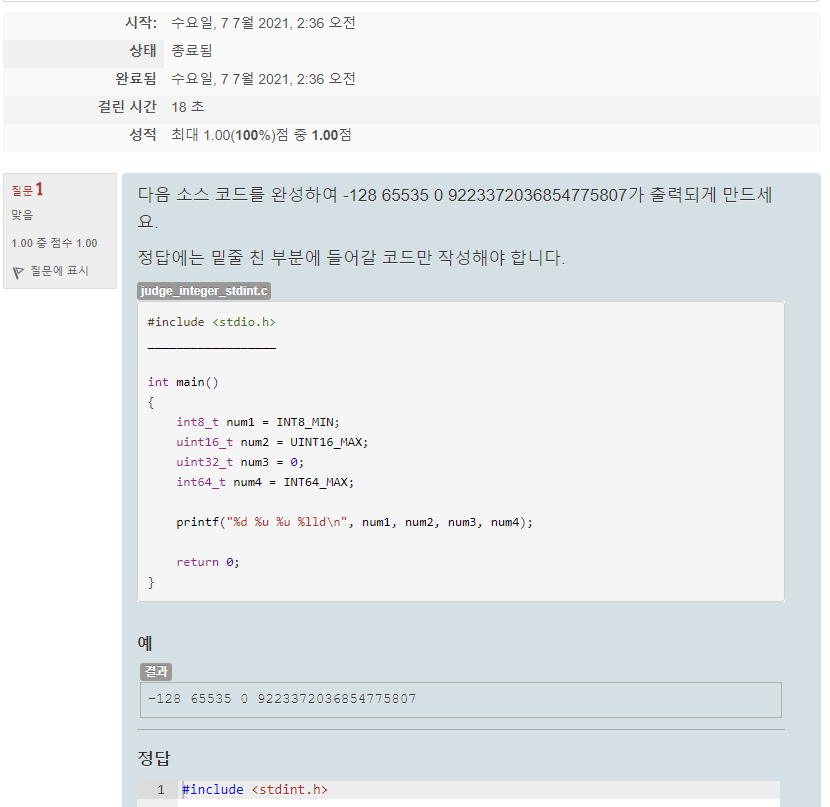 시작: 수요일, 7 7월 2021, 2:36 오전
상태 종료됨
완료됨 수요일, 7 7월 2021, 2:36 오전
걸린 시간 18 초
성적 최대 1.00(100%)점 중 1.00점
질문 1
맞음
1.00 중 점수 1.00
질문에 표시
다음 소스 코드를 완성하여 -128 65535 0 9223372036854775807가 출력되게 만드세
요.
정답에는 밑줄 친 부분에 들어갈 코드만 작성해야 합니다.
judge_integer_stdint.c
#include <stdio.h>
__________________
int main()
{
    int8_t num1 = INT8_MIN;
    uint16_t num2 = UINT16_MAX;
    uint32_t num3 = 0;
    int64_t num4 = INT64_MAX;
    printf("%d %u %u %lld\n", num1, num2, num3, num4);
    return 0;
}
예
결과
-128 65535 0 9223372036854775807
정답
1 #include <stdint.h>